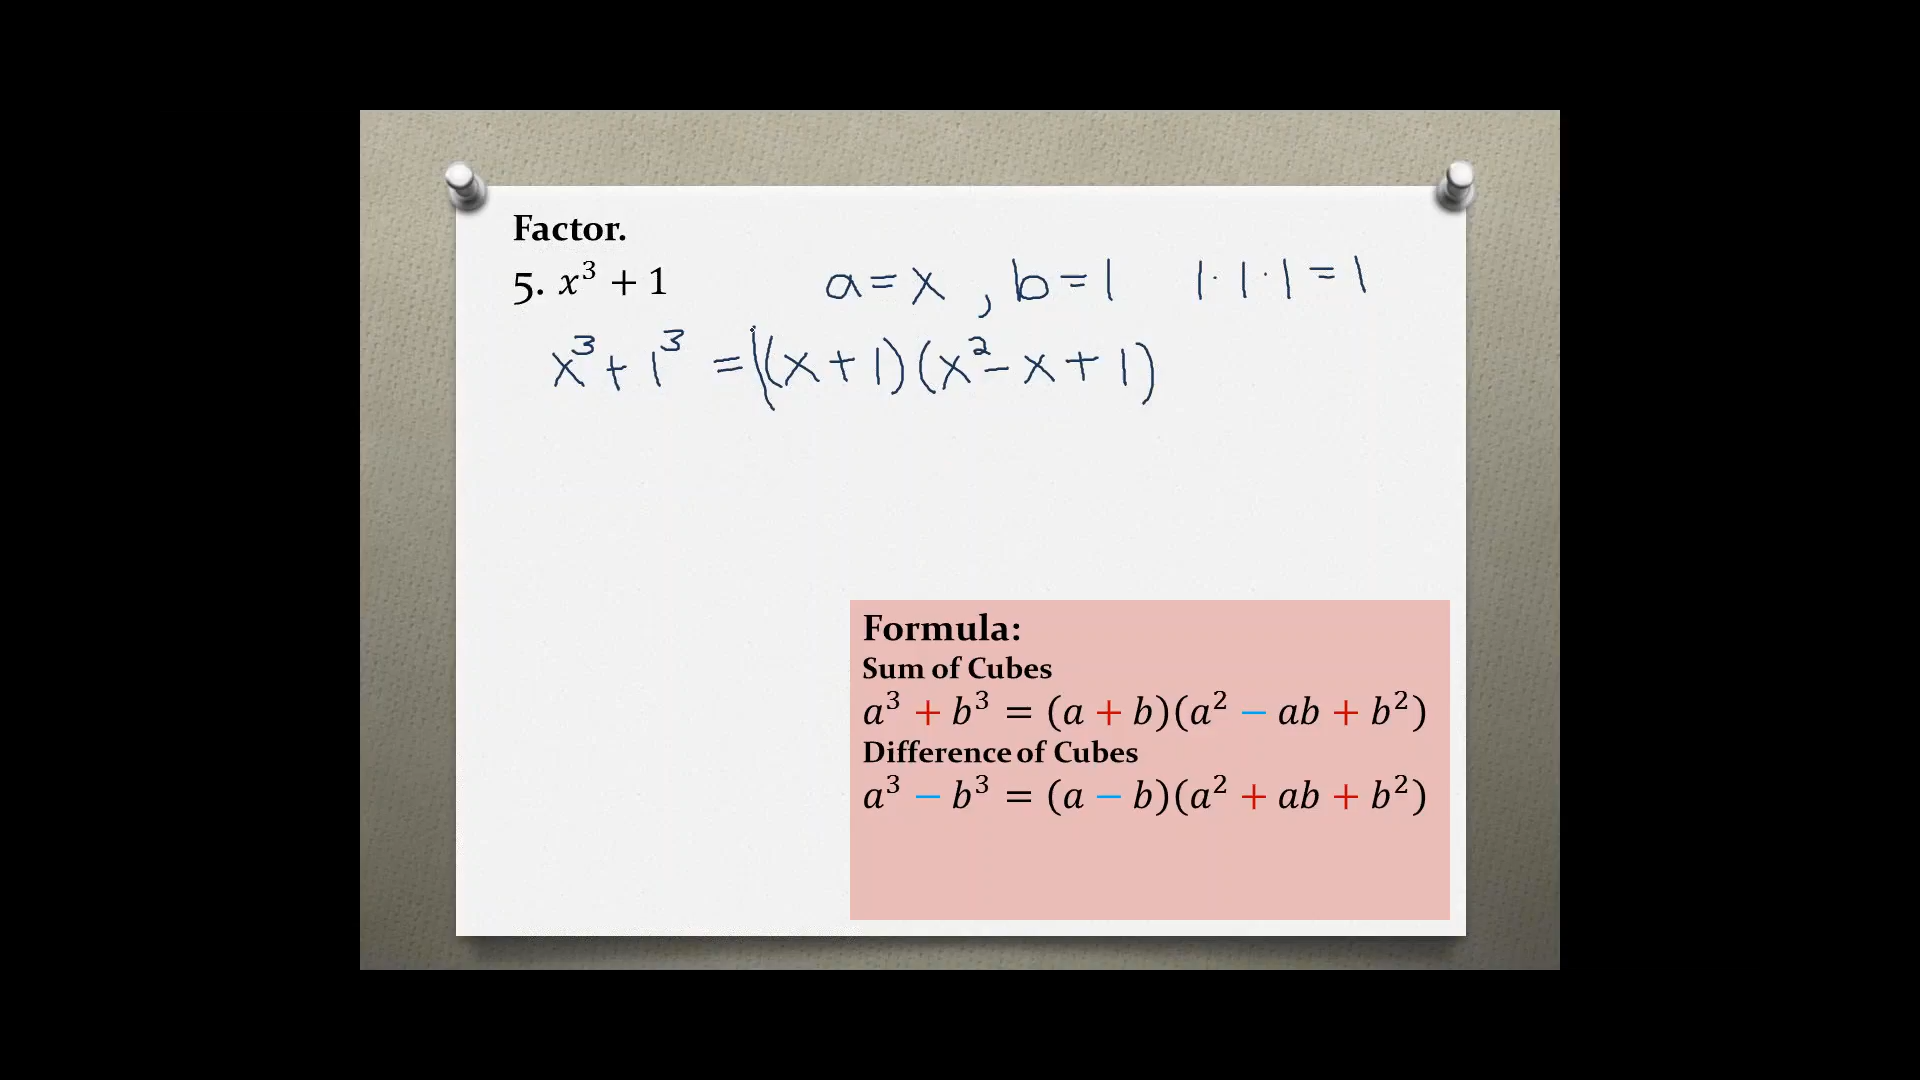 Factor.
5. x³ + 1 a = x , b = 1 1 · 1 · 1 = 1
x³ + 1³ = (x + 1)(x² - x + 1)
Formula:
Sum of Cubes
a³ + b³ = (a + b)(a² − ab + b²)
Difference of Cubes
a³ − b³ = (a − b)(a² + ab + b²)